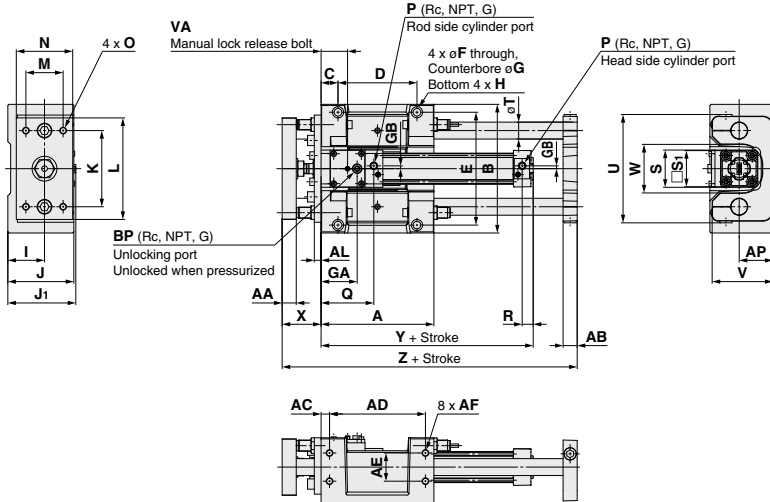 P (Rc, NPT, G)
Rod side cylinder port
VA
Manual lock release bolt
P (Rc, NPT, G)
Head side cylinder port
4 x øF through,
Counterbore øG
Bottom 4 x H
N
4 x O
M
C
D
øT
GB
GB
K
L
E
B
U
W
S
□S1
BP (Rc, NPT, G)
Unlocking port
Unlocked when pressurized
I
J
J1
AL
GA
Q
AA
X
A
R
AP
V
Y + Stroke
AB
Z + Stroke
AC
AD
8 x AF
AE